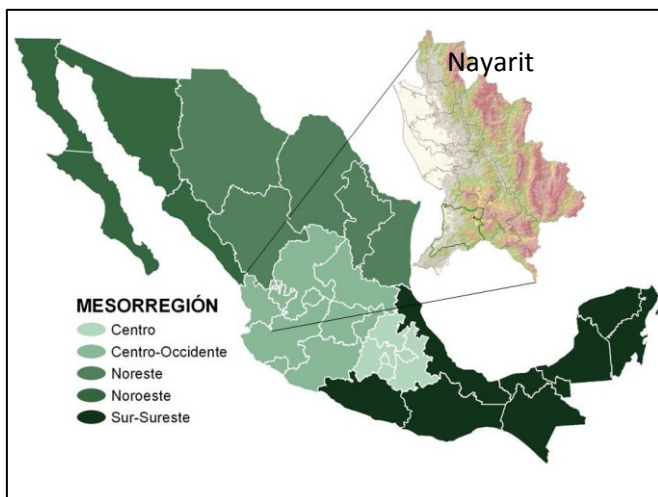 Nayarit
MESORREGIÓN
Centro
Centro-Occidente
Noreste
Noroeste
Sur-Sureste